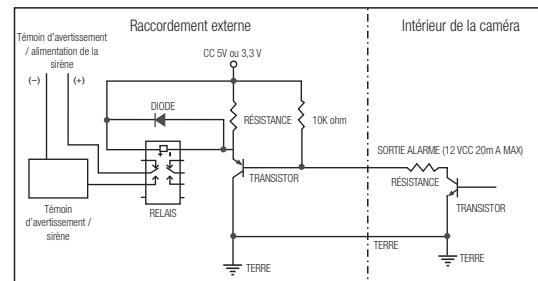 Raccordement externe
Intérieur de la caméra
Témoin d'avertissement
/ alimentation de la
sirène
(−)
(+)
CC 5V ou 3,3 V
DIODE
RÉSISTANCE
10K ohm
SORTIE ALARME (12 VCC 20m A MAX)
RÉSISTANCE
TRANSISTOR
TRANSISTOR
RELAIS
Témoin
d'avertissement /
sirène
TERRE
TERRE
TERRE